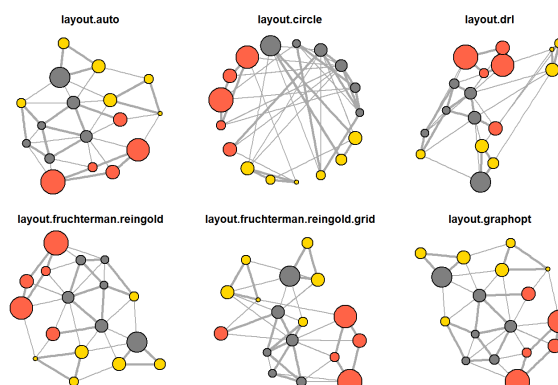 layout.auto
layout.circle
layout.drl
layout.fruchterman.reingold
layout.fruchterman.reingold.grid
layout.graphopt